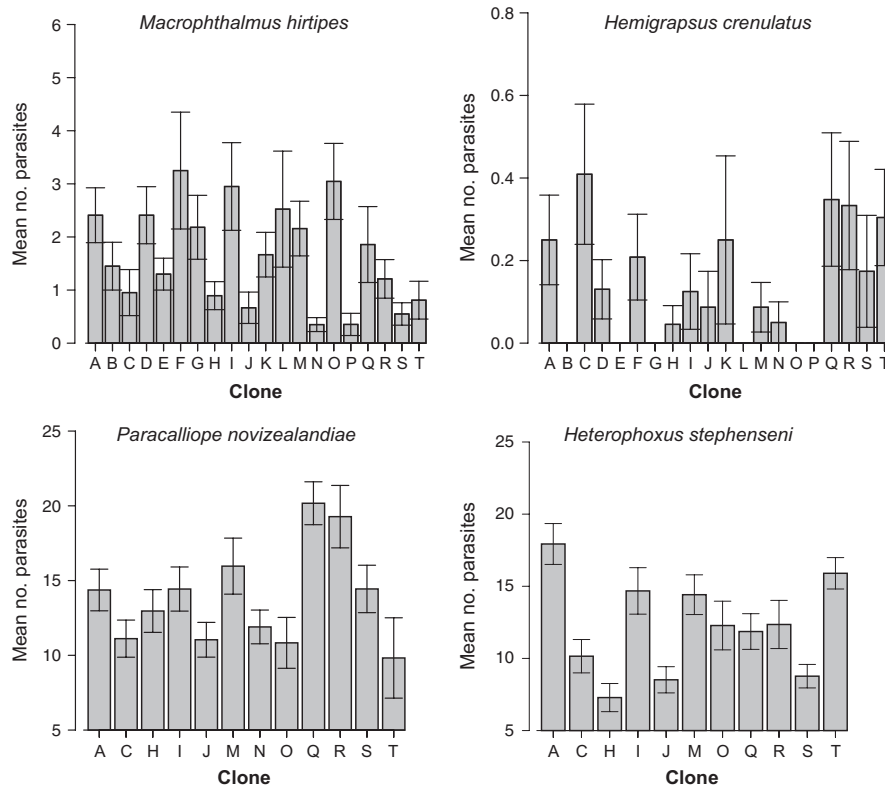 Macrophthalmus hirtipes
Mean no. parasites
6
5
4
3
2
1
0
A B C D E F G H I J K L M N O P Q R S T
Clone
Hemigrapsus crenulatus
Mean no. parasites
0.8
0.6
0.4
0.2
0.0
A B C D E F G H I J K L M N O P Q R S T
Clone
Paracalliope novizealandiae
Mean no. parasites
25
20
15
10
5
A C H I J M N O Q R S T
Clone
Heterophoxus stephenseni
Mean no. parasites
25
20
15
10
5
A C H I J M O Q R S T
Clone